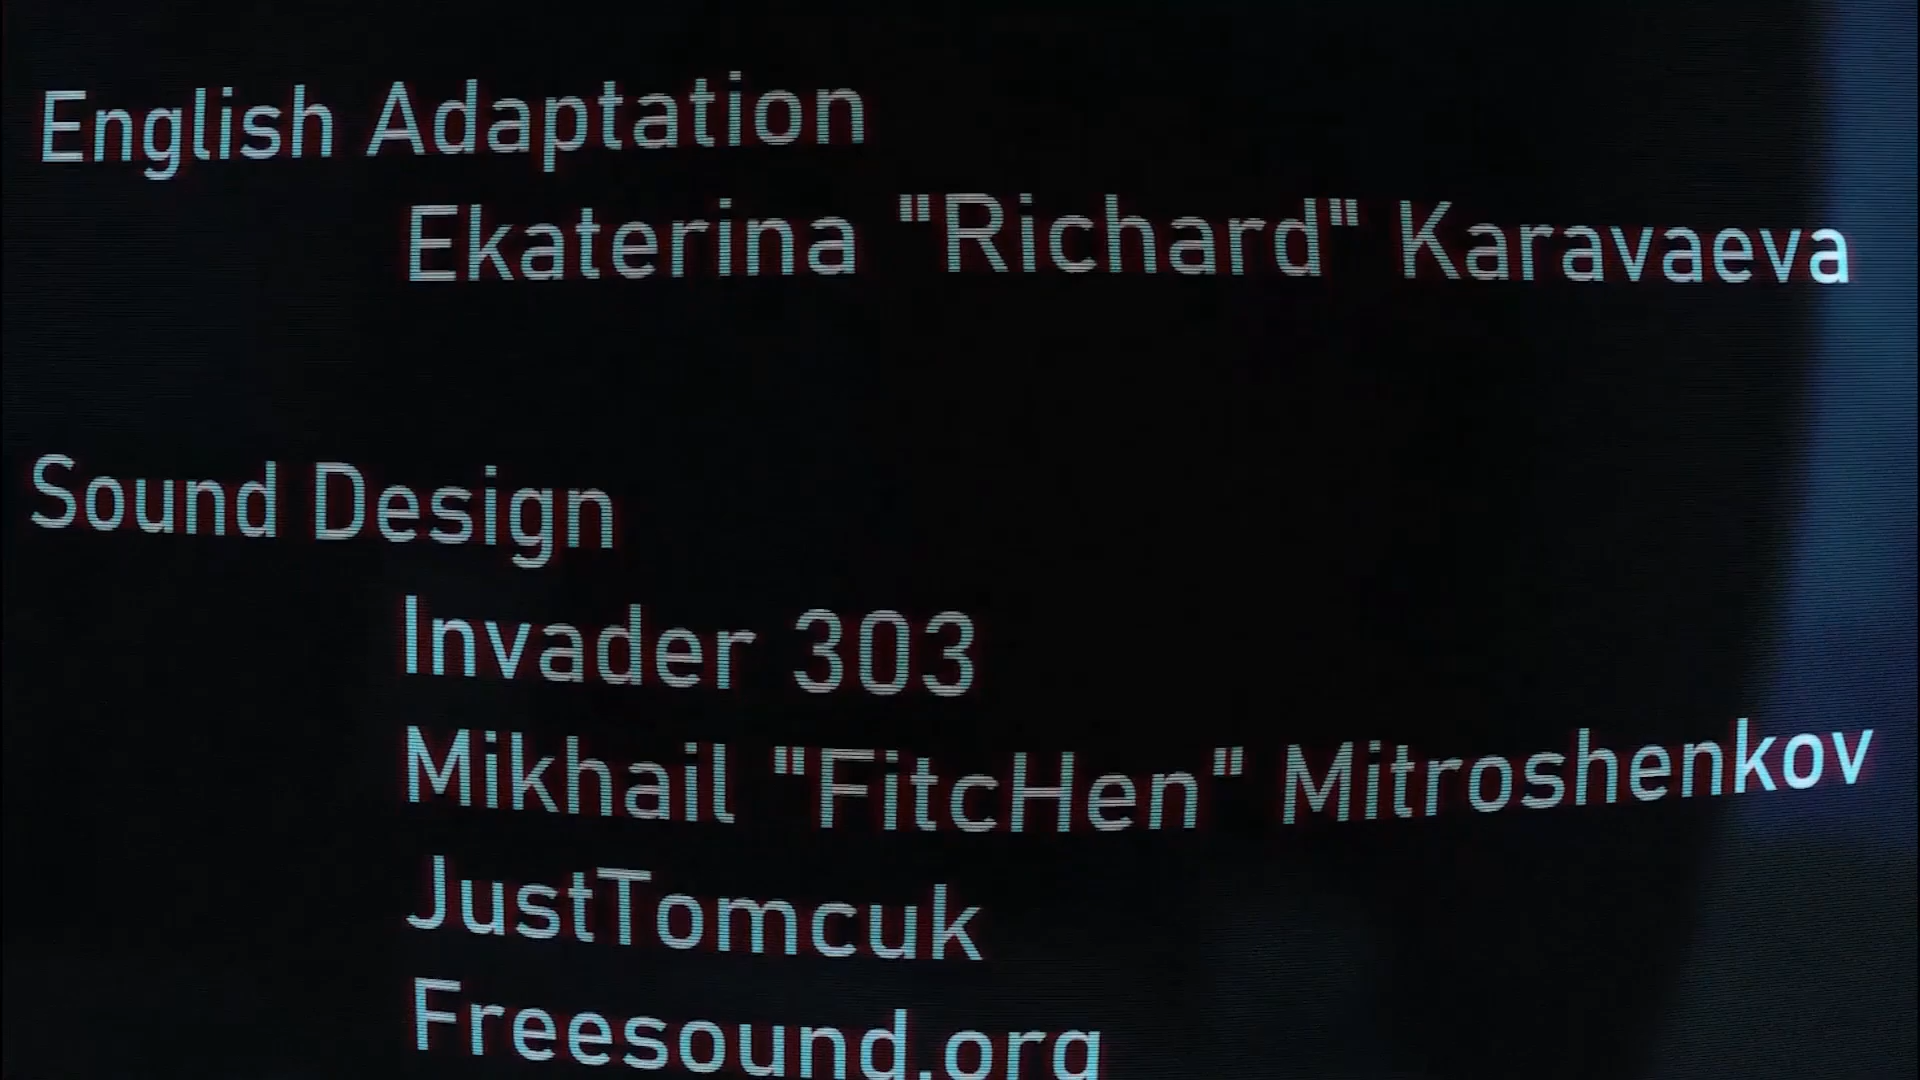 English Adaptation
Ekaterina "Richard" Karavaeva
Sound Design
Invader 303
Mikhail "FitcHen" Mitroshenkov
JustTomcuk
Freesound.org